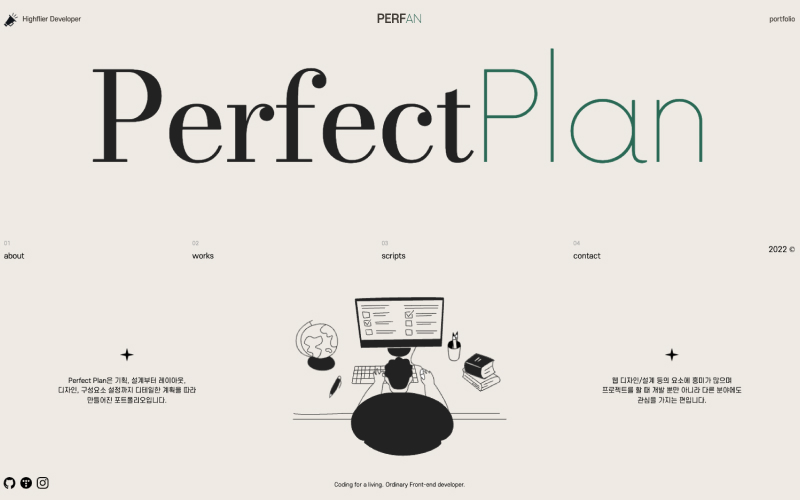 Highflier Developer
PERFAN
portfolio
PerfectPlan
01
about
02
works
03
scripts
04
contact
2022 ©
Perfect Plan은 기획, 설계부터 레이아웃,
디자인, 구성요소 설정까지 디테일한 계획을 따라
만들어진 포트폴리오입니다.
웹 디자인/설계 등의 요소에 흥미가 많으며
프로젝트를 할 때 개발 뿐만 아니라 다른 분야에도
관심을 가지는 편입니다.
Coding for a living. Ordinary Front-end developer.